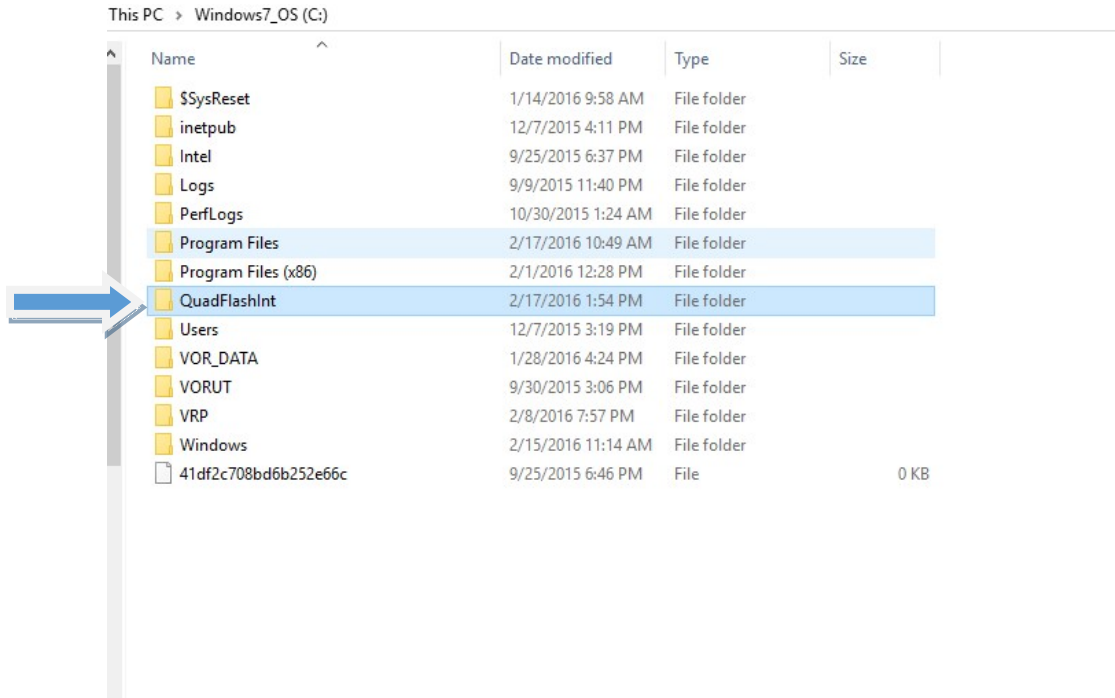 This PC > Windows7_OS (C:)
Name Date modified Type Size
$SysReset 1/14/2016 9:58 AM File folder
inetpub 12/7/2015 4:11 PM File folder
Intel 9/25/2015 6:37 PM File folder
Logs 9/9/2015 11:40 PM File folder
PerfLogs 10/30/2015 1:24 AM File folder
Program Files 2/17/2016 10:49 AM File folder
Program Files (x86) 2/1/2016 12:28 PM File folder
QuadFlashInt 2/17/2016 1:54 PM File folder
Users 12/7/2015 3:19 PM File folder
VOR_DATA 1/28/2016 4:24 PM File folder
VORUT 9/30/2015 3:06 PM File folder
VRP 2/8/2016 7:57 PM File folder
Windows 2/15/2016 11:14 AM File folder
41df2c708bd6b252e66c 9/25/2015 6:46 PM File 0 KB